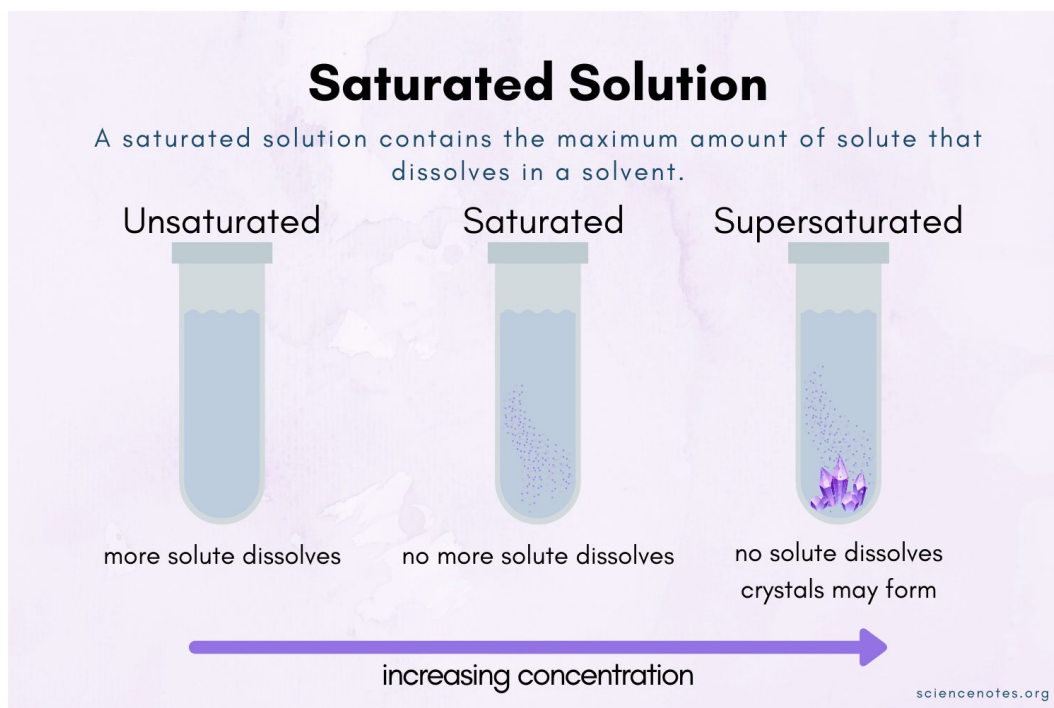 Saturated Solution
A saturated solution contains the maximum amount of solute that
dissolves in a solvent.
Unsaturated
Saturated
Supersaturated
more solute dissolves
no more solute dissolves
no solute dissolves
crystals may form
increasing concentration
sciencenotes.org